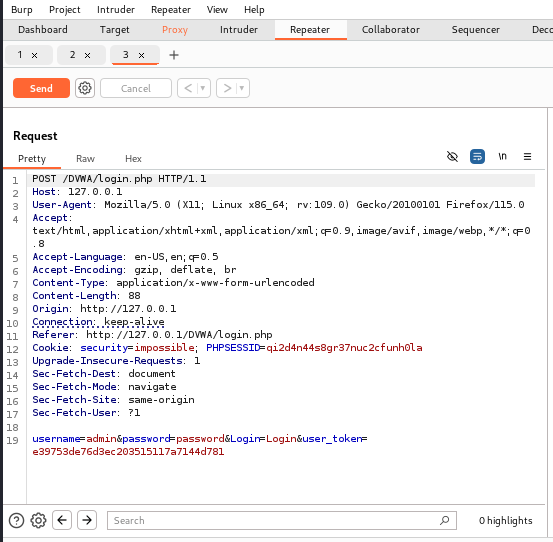 Burp Project Intruder Repeater View Help
Dashboard Target Proxy Intruder Repeater Collaborator Sequencer Deco
1 × 2 × 3 × +
Send Cancel < >
Request
Pretty Raw Hex \n
1 POST /DVWA/login.php HTTP/1.1
2 Host: 127.0.0.1
3 User-Agent: Mozilla/5.0 (X11; Linux x86_64; rv:109.0) Gecko/20100101 Firefox/115.0
4 Accept:
text/html,application/xhtml+xml,application/xml;q=0.9,image/avif,image/webp,*/*;q=0
.8
5 Accept-Language: en-US,en;q=0.5
6 Accept-Encoding: gzip, deflate, br
7 Content-Type: application/x-www-form-urlencoded
8 Content-Length: 88
9 Origin: http://127.0.0.1
10 Connection: keep-alive
11 Referer: http://127.0.0.1/DVWA/login.php
12 Cookie: security=impossible; PHPSESSID=qi2d4n44s8gr37nuc2cfunh0la
13 Upgrade-Insecure-Requests: 1
14 Sec-Fetch-Dest: document
15 Sec-Fetch-Mode: navigate
16 Sec-Fetch-Site: same-origin
17 Sec-Fetch-User: ?1
18
19 username=admin&password=password&Login=Login&user_token=
e39753de76d3ec203515117a7144d781
Search 0 highlights